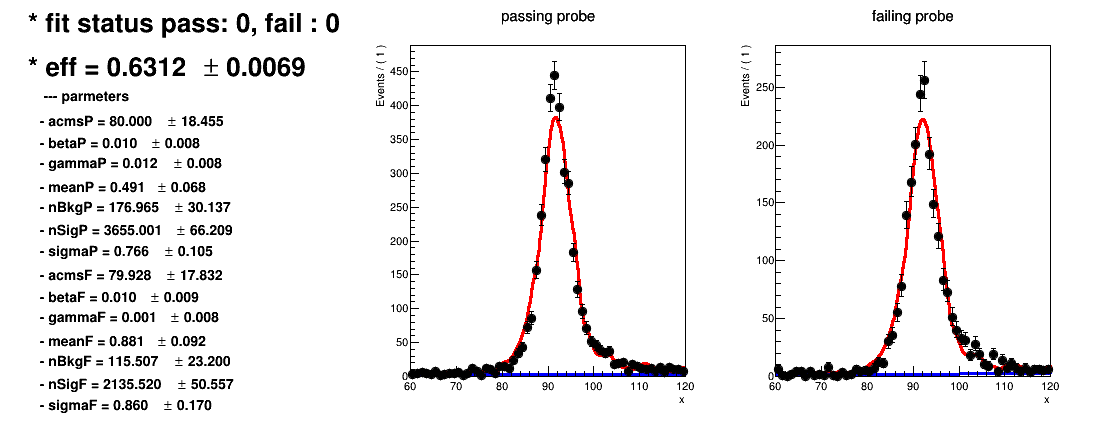 * fit status pass: 0, fail : 0
* eff = 0.6312 ± 0.0069
--- parmeters
- acmsP = 80.000 ± 18.455
- betaP = 0.010 ± 0.008
- gammaP = 0.012 ± 0.008
- meanP = 0.491 ± 0.068
- nBkgP = 176.965 ± 30.137
- nSigP = 3655.001 ± 66.209
- sigmaP = 0.766 ± 0.105
- acmsF = 79.928 ± 17.832
- betaF = 0.010 ± 0.009
- gammaF = 0.001 ± 0.008
- meanF = 0.881 ± 0.092
- nBkgF = 115.507 ± 23.200
- nSigF = 2135.520 ± 50.557
- sigmaF = 0.860 ± 0.170
passing probe
Events / ( 1 )
450
400
350
300
250
200
150
100
50
0
60 70 80 90 100 110 120
x
failing probe
Events / ( 1 )
250
200
150
100
50
0
60 70 80 90 100 110 120
x